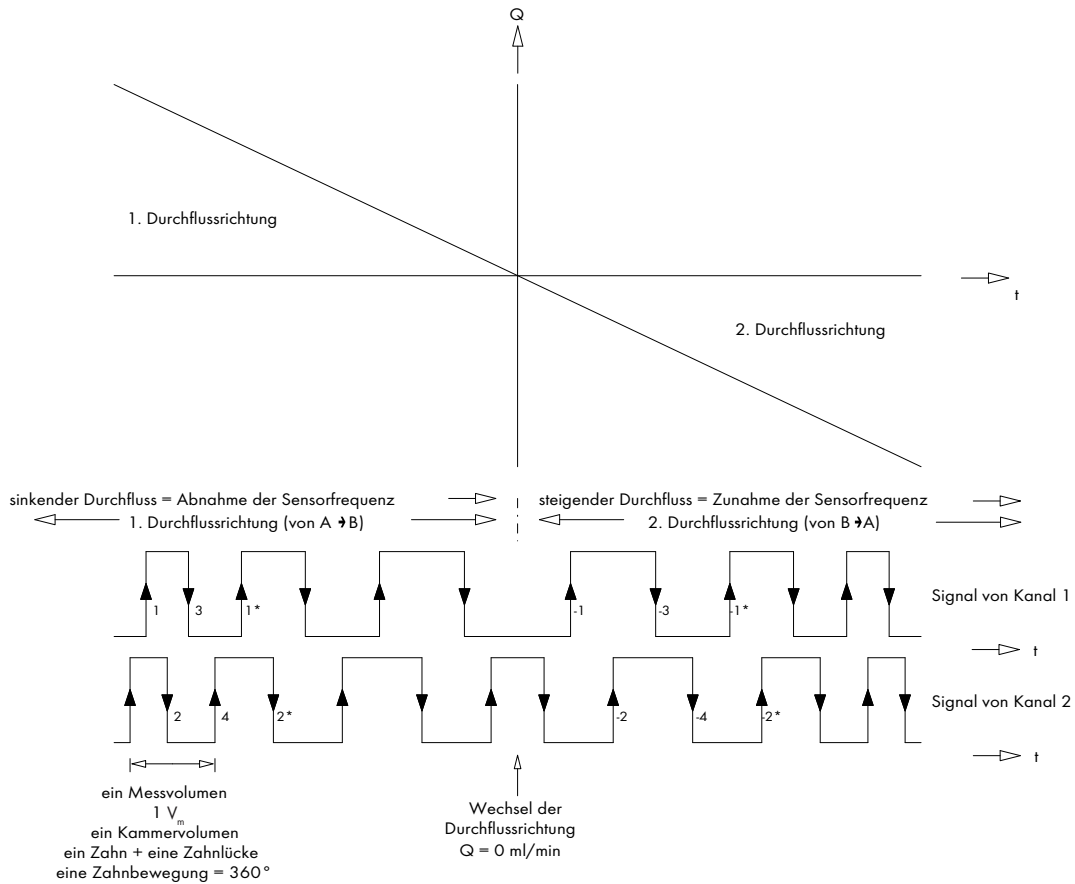 Q
1. Durchflussrichtung
t
2. Durchflussrichtung
sinkender Durchfluss = Abnahme der Sensorfrequenz
steigender Durchfluss = Zunahme der Sensorfrequenz
1. Durchflussrichtung (von A → B)
2. Durchflussrichtung (von B → A)
1 3 1* -1 -3 -1*
Signal von Kanal 1
t
2 4 2* -2 -4 -2*
Signal von Kanal 2
t
ein Messvolumen
1 Vm
ein Kammervolumen
ein Zahn + eine Zahnlücke
eine Zahnbewegung = 360°
Wechsel der
Durchflussrichtung
Q = 0 ml/min